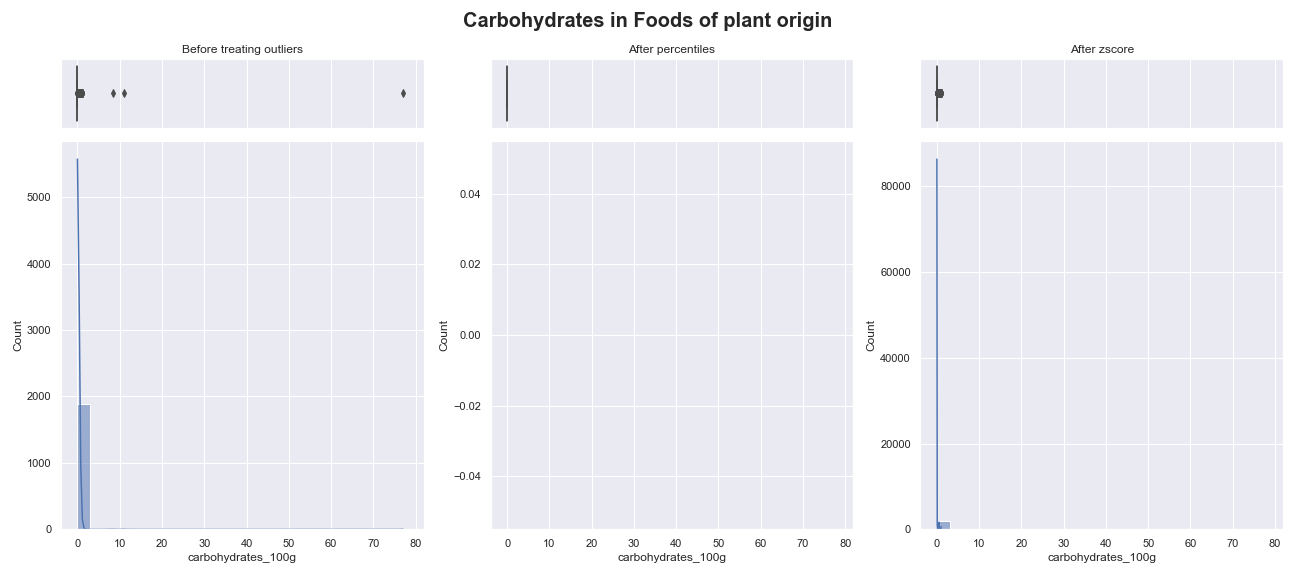 Carbohydrates in Foods of plant origin
Before treating outliers
After percentiles
After zscore
5000
4000
3000
2000
1000
0
Count
0 10 20 30 40 50 60 70 80
carbohydrates_100g
0.04
0.02
0.00
−0.02
−0.04
Count
0 10 20 30 40 50 60 70 80
carbohydrates_100g
80000
60000
40000
20000
0
Count
0 10 20 30 40 50 60 70 80
carbohydrates_100g